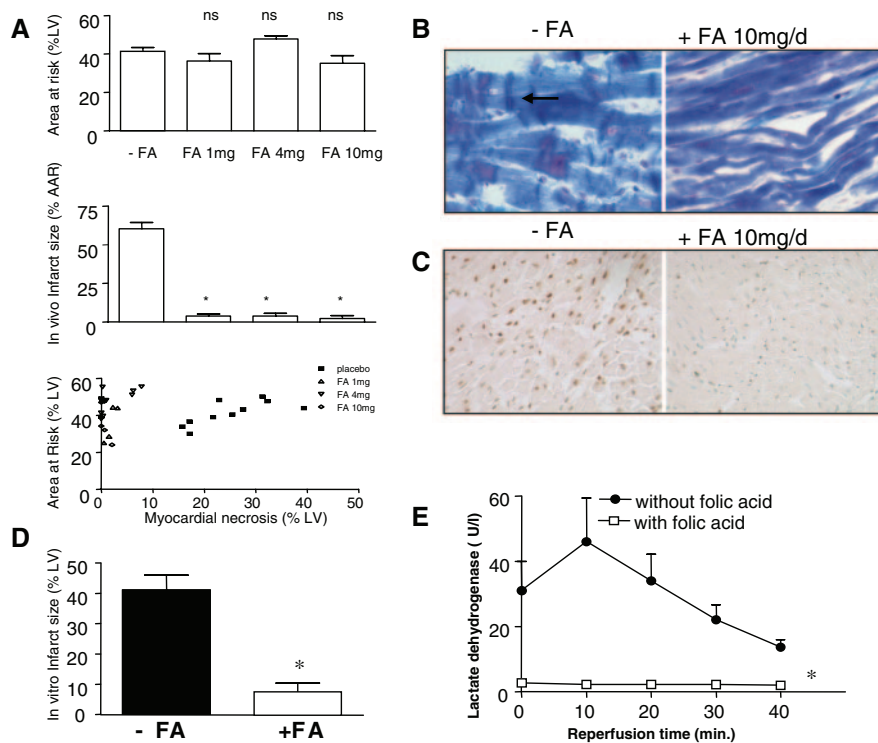 A
ns ns ns
Area at risk (%LV)
60
40
20
0
- FA FA 1mg FA 4mg FA 10mg
In vivo Infarct size (% AAR)
75
50
25
0
* * *
Area at Risk (% LV)
60
40
20
0
placebo
FA 1mg
FA 4mg
FA 10mg
0 10 20 30 40 50
Myocardial necrosis (% LV)
B
- FA + FA 10mg/d
C
- FA + FA 10mg/d
D
In vitro Infarct size (% LV)
50
40
30
20
10
0
*
- FA +FA
E
Lactate dehydrogenase ( U/l)
60
40
20
0
without folic acid
with folic acid
*
0 10 20 30 40
Reperfusion time (min.)